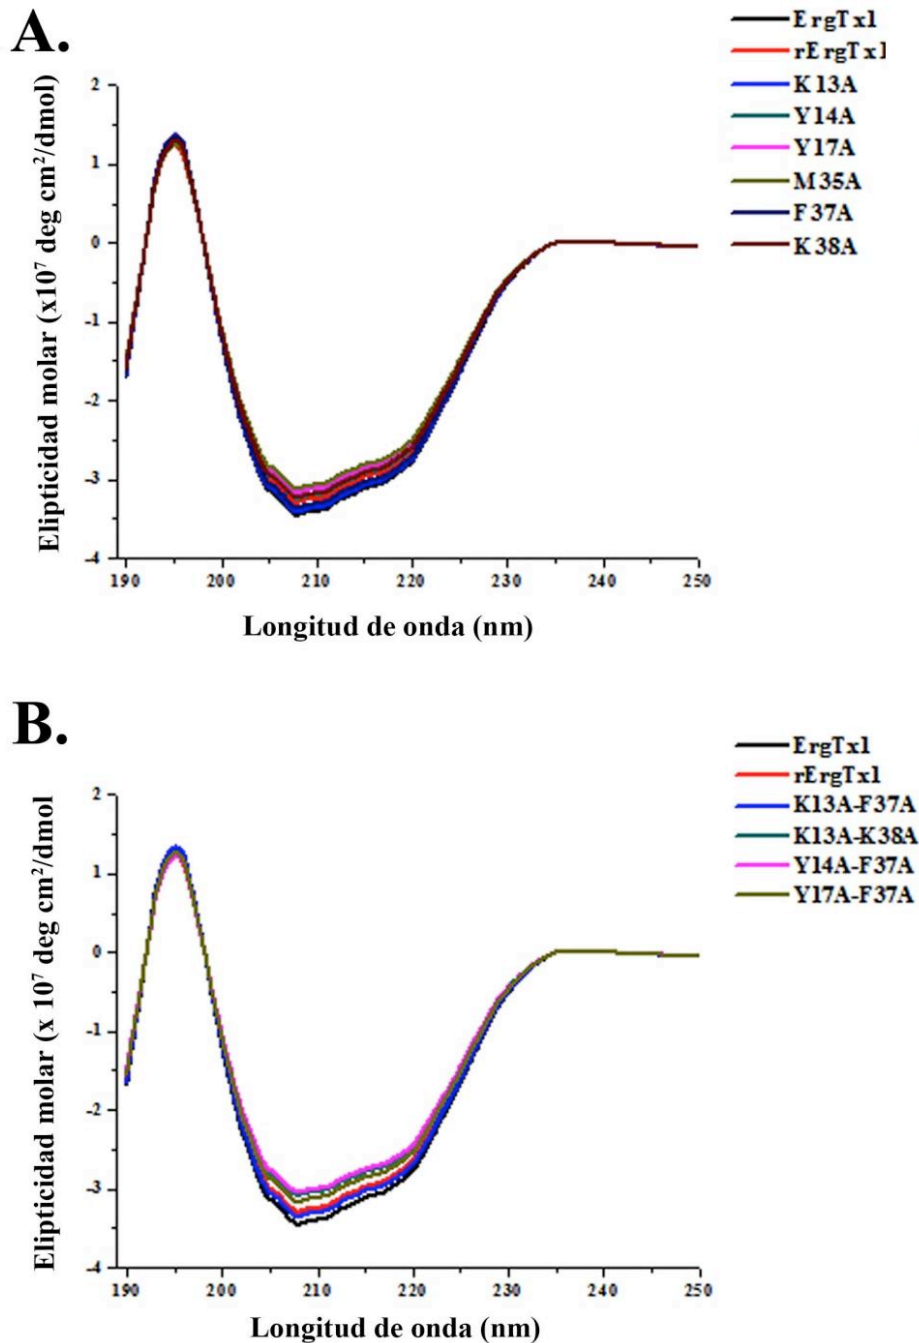 A.
ErgTx1
rErgTx1
K13A
Y14A
Y17A
M35A
F37A
K38A
Elipticidad molar (x10⁷ deg cm²/dmol)
2
1
0
-1
-2
-3
-4
190 200 210 220 230 240 250
Longitud de onda (nm)
B.
ErgTx1
rErgTx1
K13A-F37A
K13A-K38A
Y14A-F37A
Y17A-F37A
Elipticidad molar (x 10⁷ deg cm²/dmol
2
1
0
-1
-2
-3
-4
190 200 210 220 230 240 250
Longitud de onda (nm)